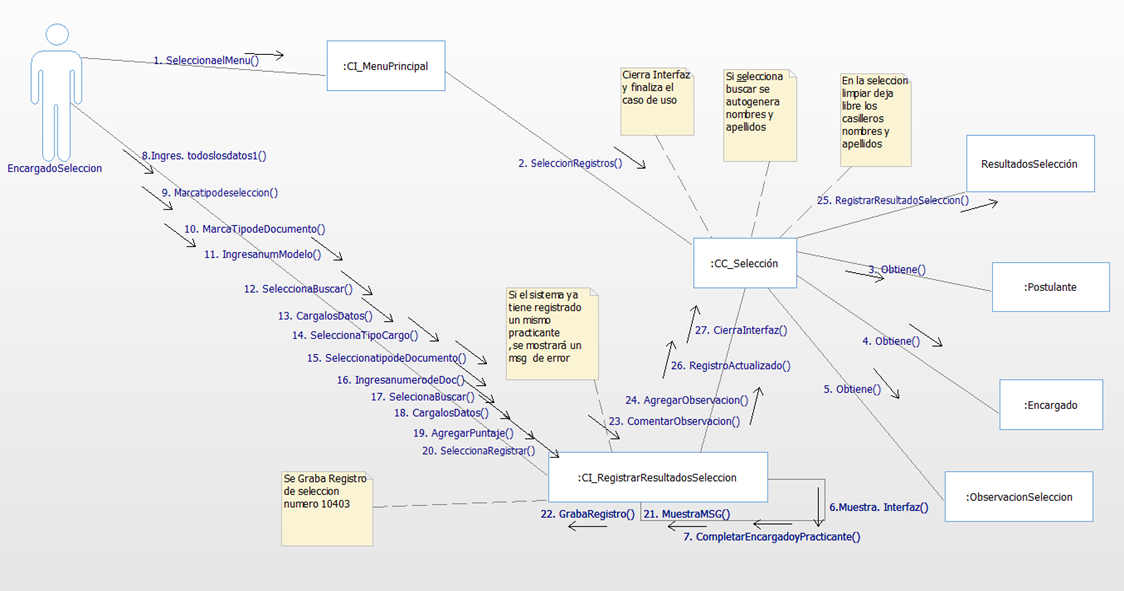 1. SeleccionaelMenu()
:CI_MenuPrincipal
EncargadoSeleccion
2. SeleccionRegistros()
Cierra Interfaz
y finaliza el
caso de uso
Si selecciona
buscar se
autogenera
nombres y
apellidos
En la seleccion
limpiar deja
libre los
casilleros
nombres y
apellidos
ResultadosSelección
25. RegistrarResultadoSeleccion()
:CC_Selección
3. Obtiene()
:Postulante
4. Obtiene()
:Encargado
5. Obtiene()
:ObservacionSeleccion
8.Ingres. todoslosdatos1()
9. Marcatipodeseleccion()
10. MarcaTipodeDocumento()
11. IngresanumModelo()
12. SeleccionaBuscar()
13. CargalosDatos()
14. SeleccionaTipoCargo()
15. SeleccionatipodeDocumento()
16. IngresanumerodeDoc()
17. SelecionaBuscar()
18. CargalosDatos()
19. AgregarPuntaje()
20. SeleccionaRegistrar()
Si el sistema ya
tiene registrado
un mismo
practicante
,se mostrará un
msg de error
27. CierraInterfaz()
26. RegistroActualizado()
24. AgregarObservacion()
23. ComentarObservacion()
:CI_RegistrarResultadosSeleccion
Se Graba Registro
de seleccion
numero 10403
22. GrabaRegistro()
21. MuestraMSG()
6.Muestra. Interfaz()
7. CompletarEncargadoyPracticante()